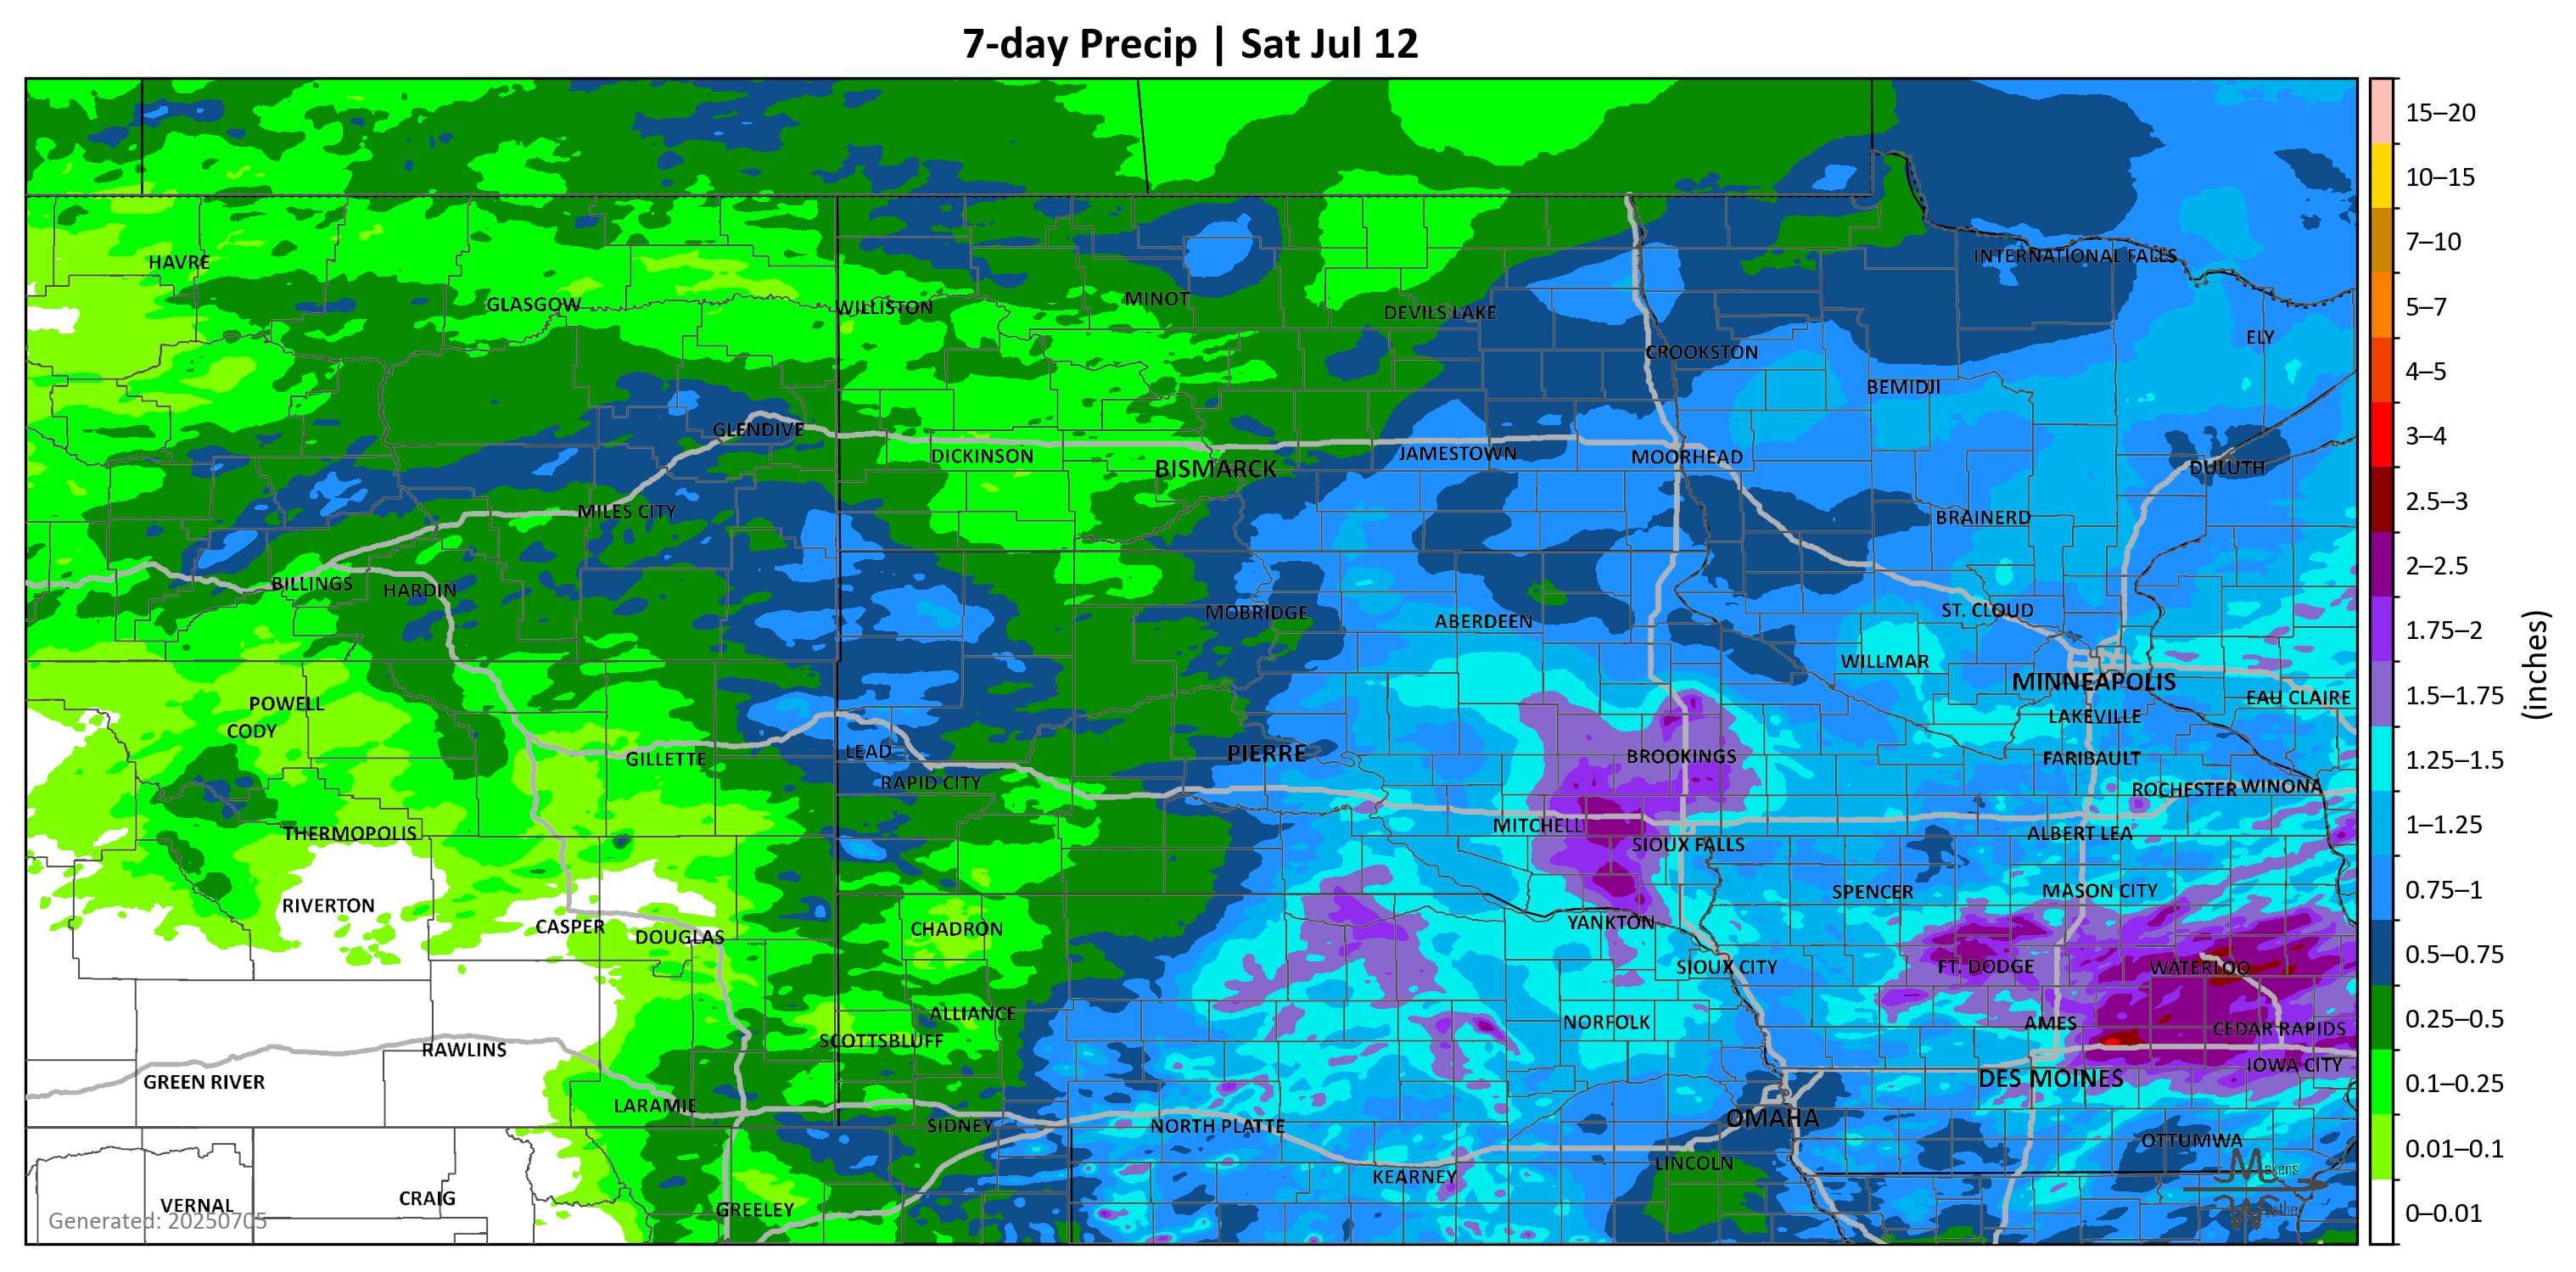 7-day Precip | Sat Jul 12
15–20
10–15
7–10
5–7
4–5
3–4
2.5–3
2–2.5
1.75–2
1.5–1.75
1.25–1.5
1–1.25
0.75–1
0.5–0.75
0.25–0.5
0.1–0.25
0.01–0.1
0–0.01
(inches)
HAVRE
INTERNATIONAL FALLS
GLASGOW
WILLISTON
MINOT
DEVILS LAKE
ELY
CROOKSTON
BEMIDJI
GLENDIVE
DICKINSON
BISMARCK
JAMESTOWN
MOORHEAD
DULUTH
MILES CITY
BRAINERD
BILLINGS
HARDIN
MOBRIDGE
ABERDEEN
ST. CLOUD
WILLMAR
MINNEAPOLIS
EAU CLAIRE
POWELL
LAKEVILLE
CODY
LEAD
PIERRE
BROOKINGS
GILLETTE
FARIBAULT
RAPID CITY
ROCHESTER
WINONA
THERMOPOLIS
MITCHELL
ALBERT LEA
SIOUX FALLS
RIVERTON
SPENCER
MASON CITY
CASPER
DOUGLAS
CHADRON
YANKTON
SIOUX CITY
FT. DODGE
WATERLOO
ALLIANCE
NORFOLK
AMES
CEDAR RAPIDS
SCOTTSBLUFF
RAWLINS
IOWA CITY
GREEN RIVER
DES MOINES
LARAMIE
SIDNEY
NORTH PLATTE
OMAHA
OTTUMWA
LINCOLN
KEARNEY
VERNAL
CRAIG
GREELEY
Generated: 20250705